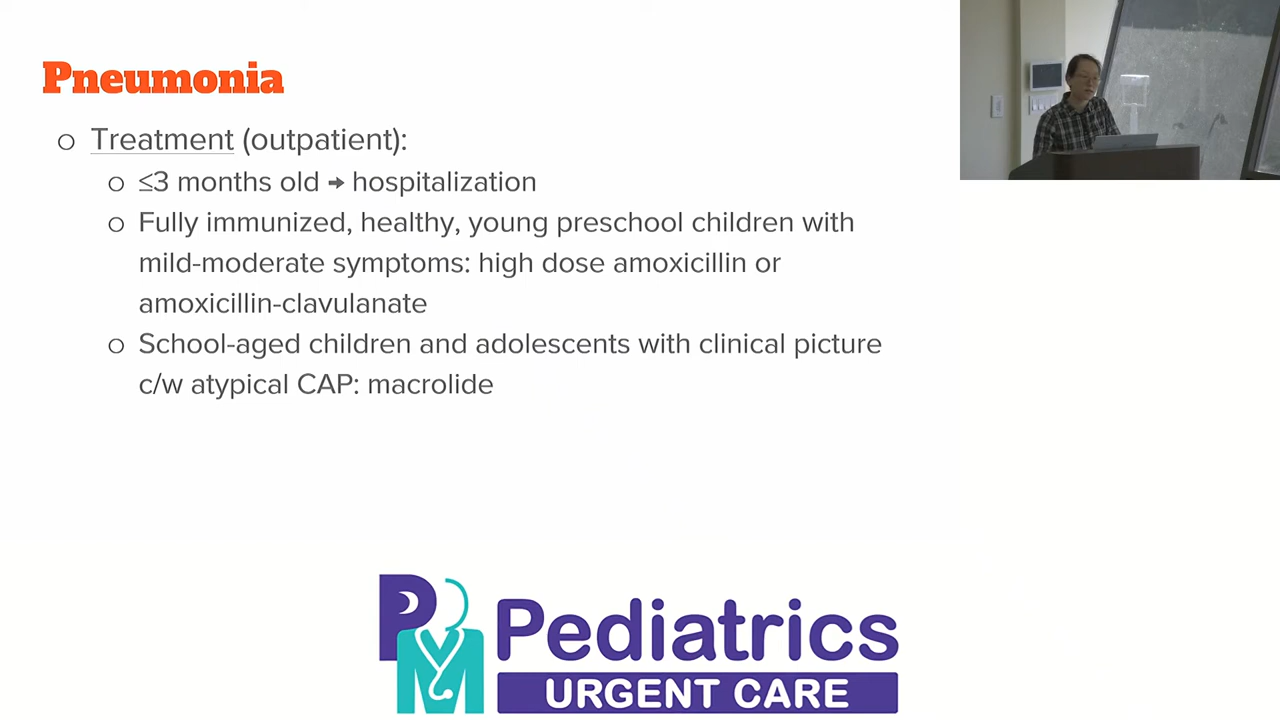 Pneumonia
○ Treatment (outpatient):
○ ≤3 months old → hospitalization
○ Fully immunized, healthy, young preschool children with
mild-moderate symptoms: high dose amoxicillin or
amoxicillin-clavulanate
○ School-aged children and adolescents with clinical picture
c/w atypical CAP: macrolide
PM Pediatrics
URGENT CARE